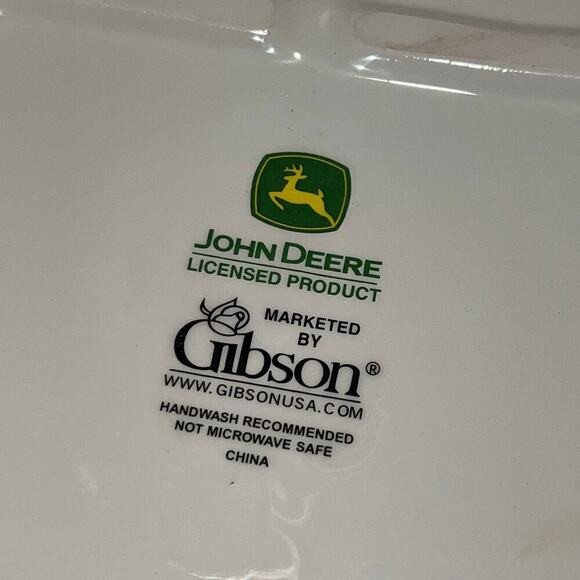 JOHN DEERE
LICENSED PRODUCT
MARKETED
BY
Gibson®
WWW.GIBSONUSA.COM
HANDWASH RECOMMENDED
NOT MICROWAVE SAFE
CHINA